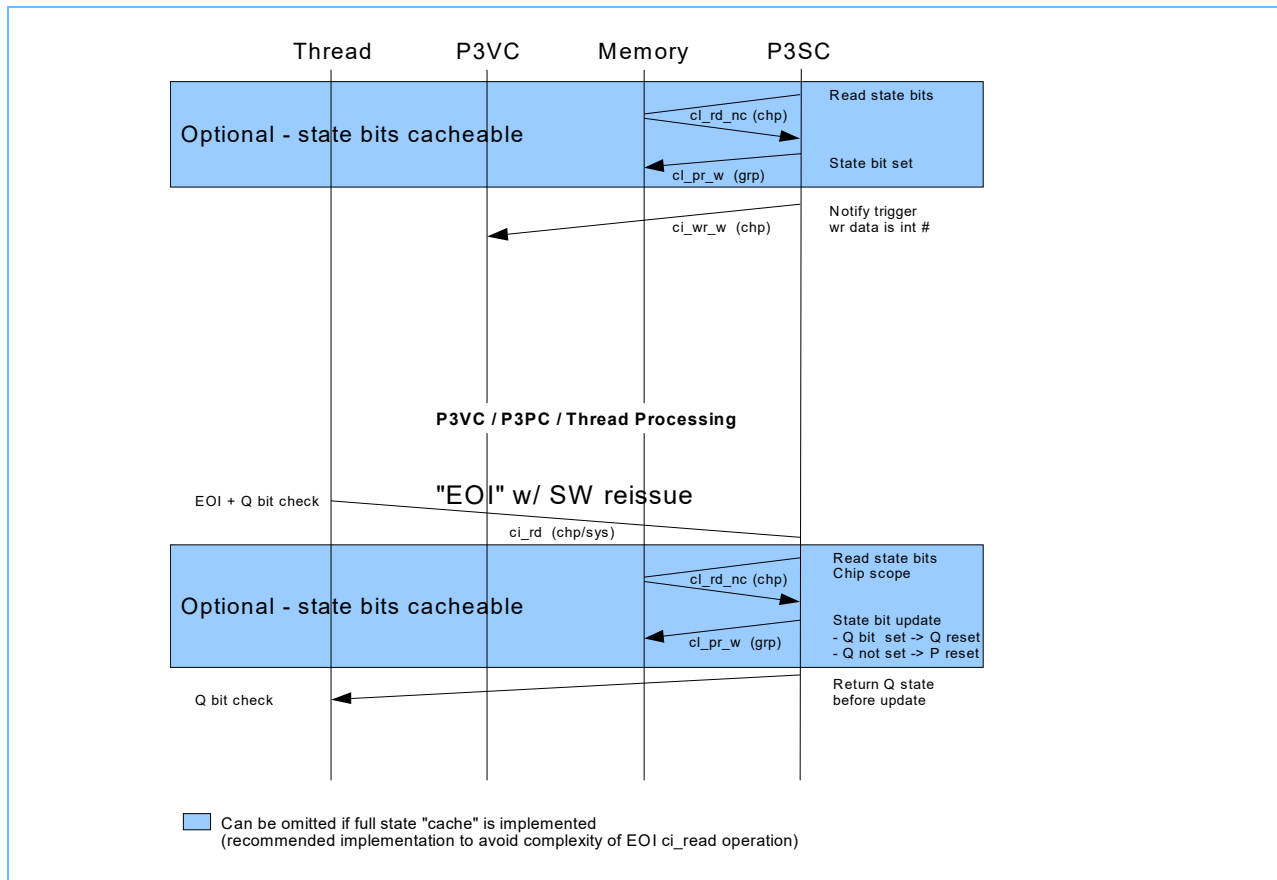 Thread P3VC Memory P3SC
Read state bits
cl_rd_nc (chp)
Optional - state bits cacheable
State bit set
cl_pr_w (grp)
Notify trigger
wr data is int #
ci_wr_w (chp)
P3VC / P3PC / Thread Processing
"EOI" w/ SW reissue
EOI + Q bit check
ci_rd (chp/sys)
Read state bits
Chip scope
cl_rd_nc (chp)
Optional - state bits cacheable
State bit update
- Q bit set -> Q reset
- Q not set -> P reset
cl_pr_w (grp)
Return Q state
before update
Q bit check
Can be omitted if full state "cache" is implemented
(recommended implementation to avoid complexity of EOI ci_read operation)